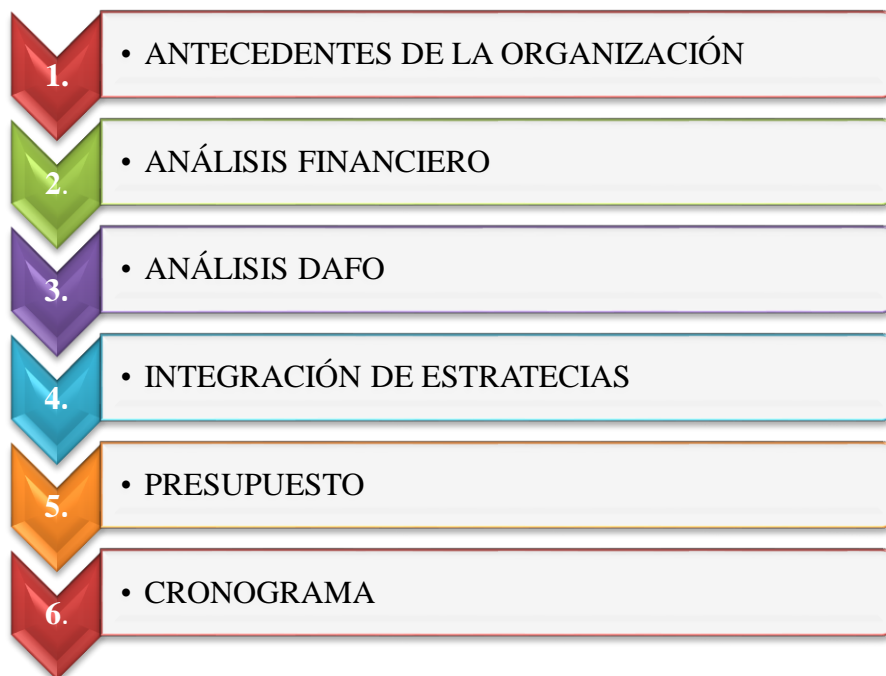 1. • ANTECEDENTES DE LA ORGANIZACIÓN
2. • ANÁLISIS FINANCIERO
3. • ANÁLISIS DAFO
4. • INTEGRACIÓN DE ESTRATECIAS
5. • PRESUPUESTO
6. • CRONOGRAMA